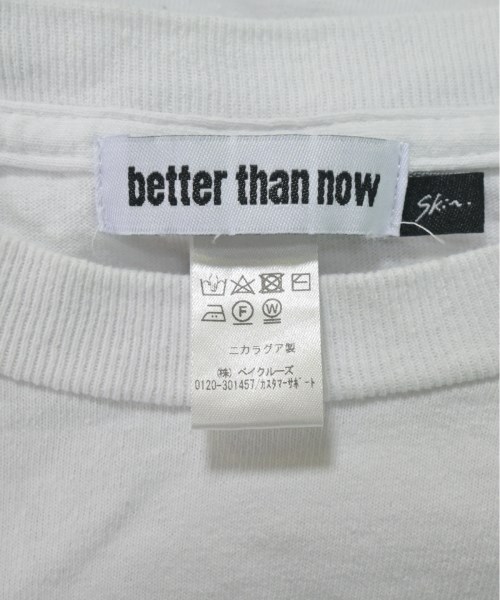 better than now
Skin.
F W
ニカラグア製
(株)ベイクルーズ
0120-301457/カスタマーサポート